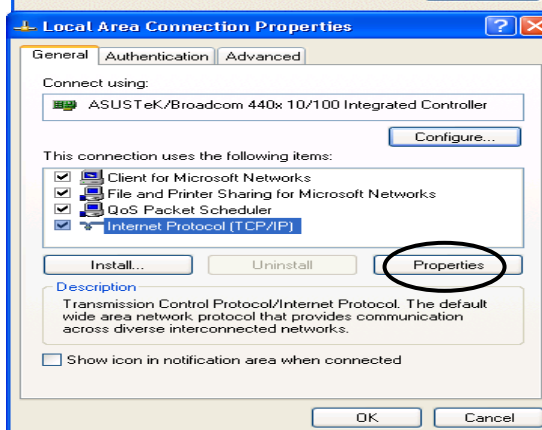 Local Area Connection Properties
General Authentication Advanced
Connect using:
ASUSTeK/Broadcom 440x 10/100 Integrated Controller
Configure...
This connection uses the following items:
Client for Microsoft Networks
File and Printer Sharing for Microsoft Networks
QoS Packet Scheduler
Internet Protocol (TCP/IP)
Install... Uninstall Properties
Description
Transmission Control Protocol/Internet Protocol. The default
wide area network protocol that provides communication
across diverse interconnected networks.
Show icon in notification area when connected
OK Cancel